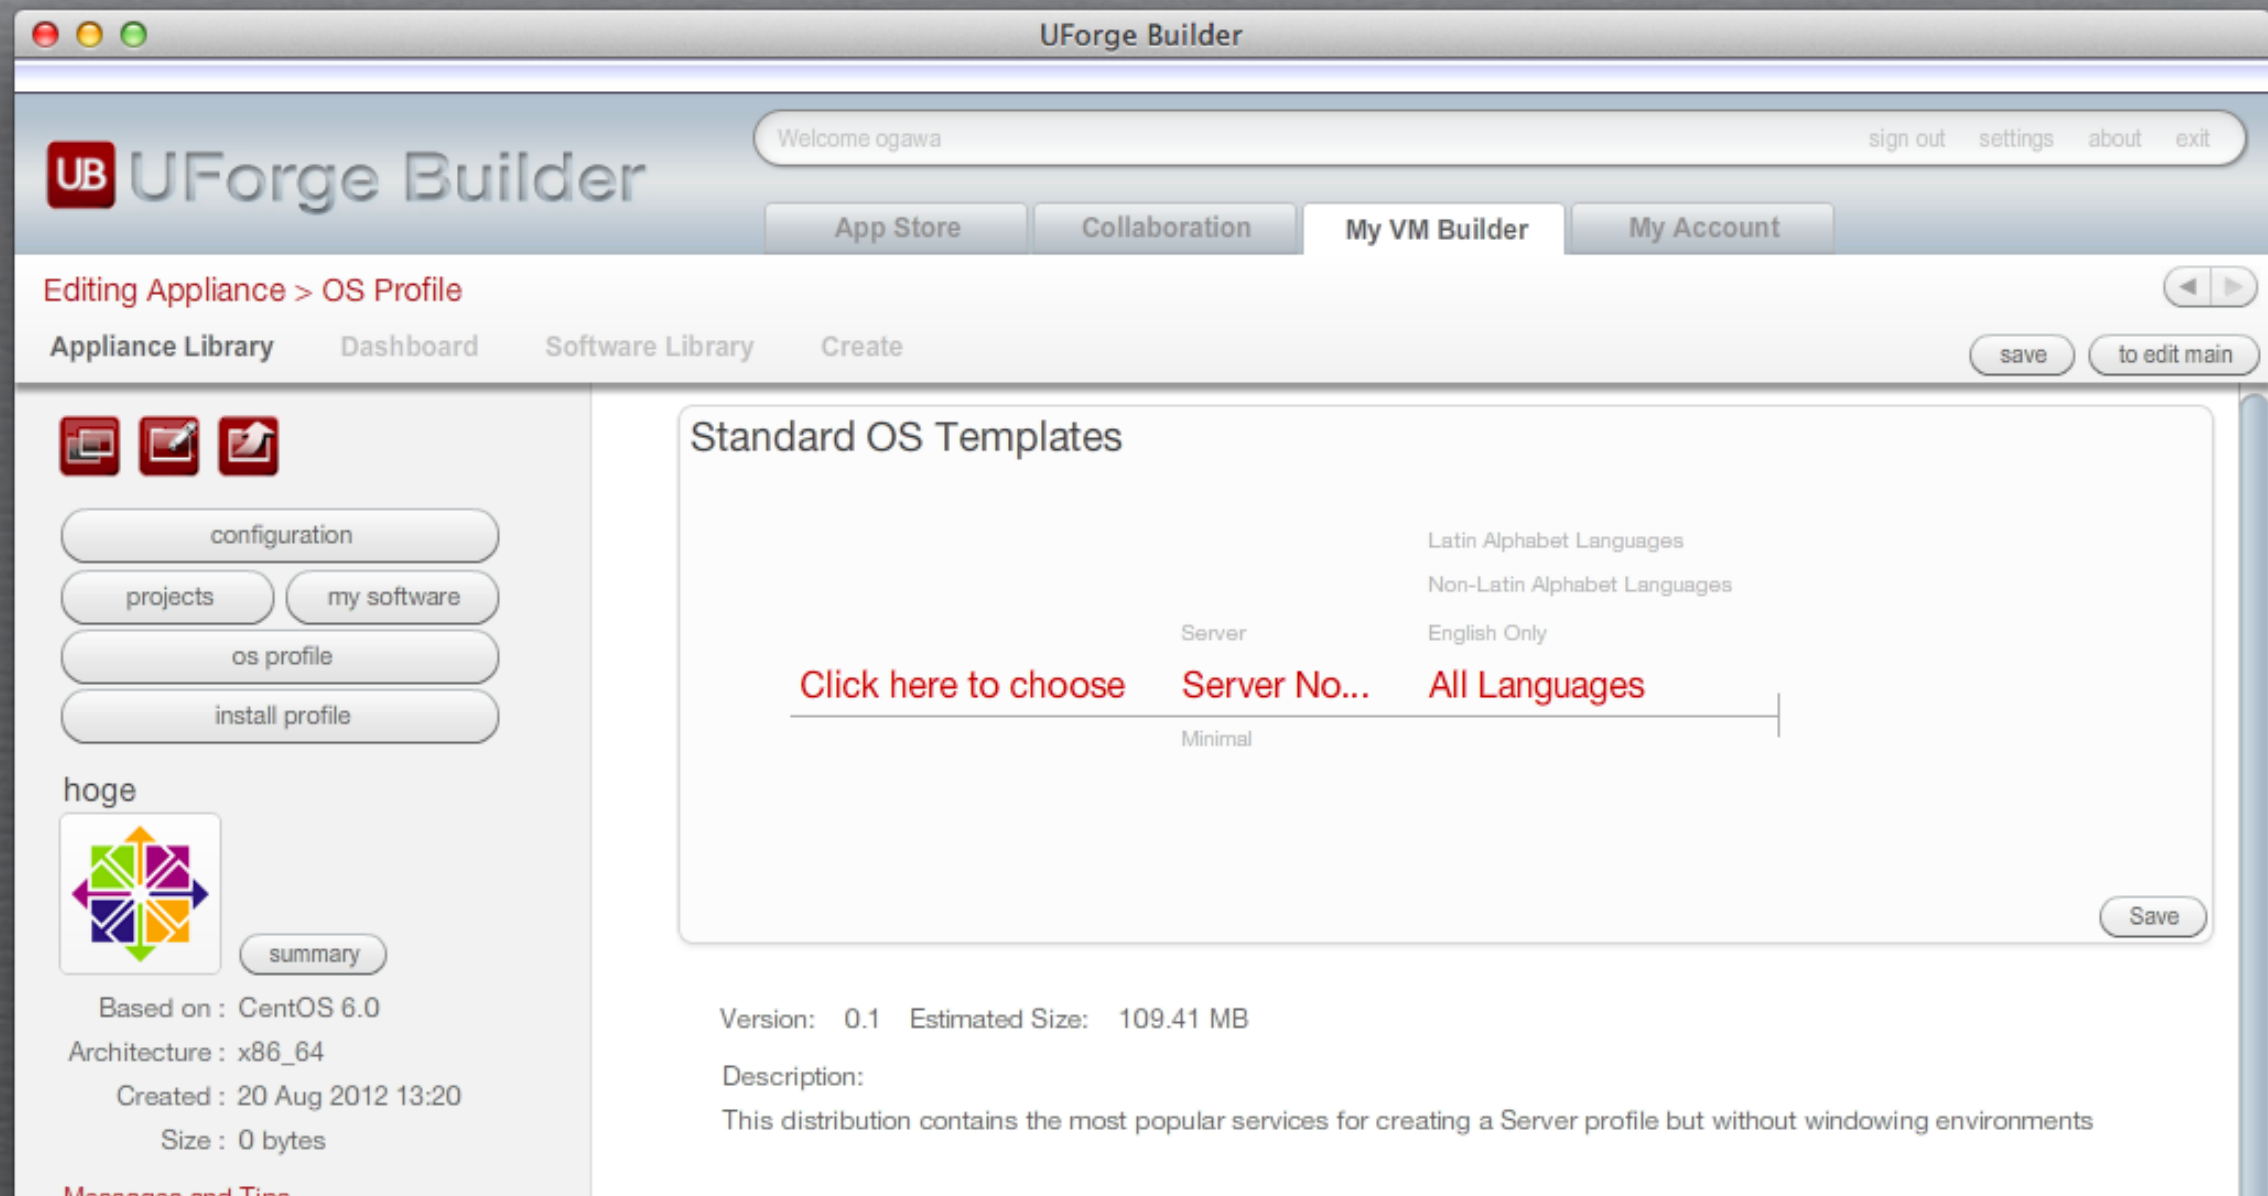 UForge Builder
Welcome ogawa
sign out settings about exit
UB UForge Builder
App Store Collaboration My VM Builder My Account
Editing Appliance > OS Profile
Appliance Library Dashboard Software Library Create
save to edit main
configuration
projects my software
os profile
install profile
hoge
summary
Based on : CentOS 6.0
Architecture : x86_64
Created : 20 Aug 2012 13:20
Size : 0 bytes
Messages and Tips
Standard OS Templates
Latin Alphabet Languages
Non-Latin Alphabet Languages
Server English Only
Click here to choose Server No... All Languages
Minimal
Save
Version: 0.1 Estimated Size: 109.41 MB
Description:
This distribution contains the most popular services for creating a Server profile but without windowing environments